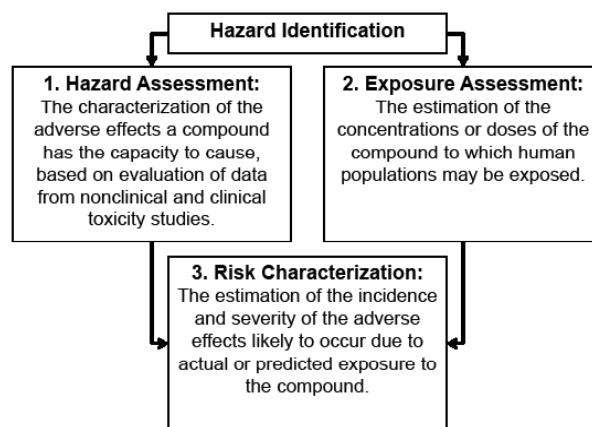 Hazard Identification
1. Hazard Assessment:
The characterization of the
adverse effects a compound
has the capacity to cause,
based on evaluation of data
from nonclinical and clinical
toxicity studies.
2. Exposure Assessment:
The estimation of the
concentrations or doses of the
compound to which human
populations may be exposed.
3. Risk Characterization:
The estimation of the incidence
and severity of the adverse
effects likely to occur due to
actual or predicted exposure to
the compound.